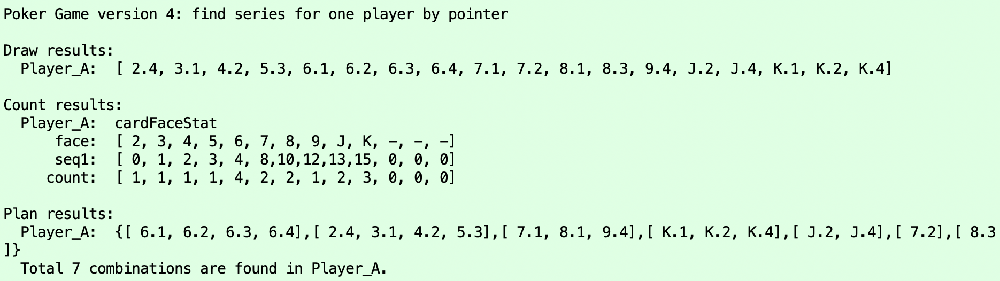 Poker Game version 4: find series for one player by pointer
Draw results:
  Player_A:  [ 2.4, 3.1, 4.2, 5.3, 6.1, 6.2, 6.3, 6.4, 7.1, 7.2, 8.1, 8.3, 9.4, J.2, J.4, K.1, K.2, K.4]
Count results:
  Player_A:  cardFaceStat
      face:  [ 2, 3, 4, 5, 6, 7, 8, 9, J, K, -, -, -]
      seq1:  [ 0, 1, 2, 3, 4, 8,10,12,13,15, 0, 0, 0]
     count:  [ 1, 1, 1, 1, 4, 2, 2, 1, 2, 3, 0, 0, 0]
Plan results:
  Player_A:  {[ 6.1, 6.2, 6.3, 6.4],[ 2.4, 3.1, 4.2, 5.3],[ 7.1, 8.1, 9.4],[ K.1, K.2, K.4],[ J.2, J.4],[ 7.2],[ 8.3
]}
  Total 7 combinations are found in Player_A.